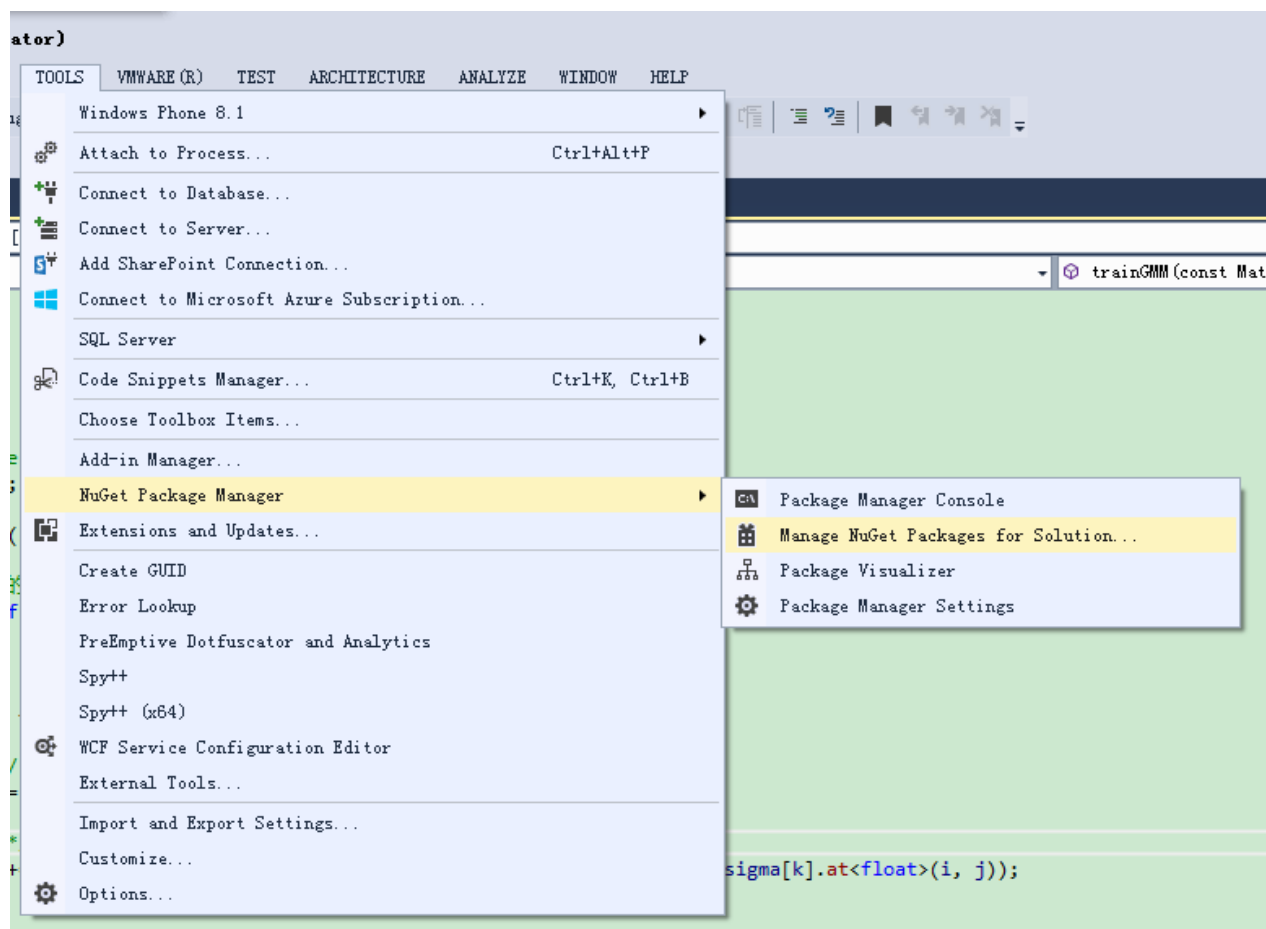 ator)
TOOLS VMWARE(R) TEST ARCHITECTURE ANALYZE WINDOW HELP
Windows Phone 8.1
Attach to Process... Ctrl+Alt+P
Connect to Database...
Connect to Server...
[
Add SharePoint Connection...
trainGMM(const Mat
Connect to Microsoft Azure Subscription...
SQL Server
Code Snippets Manager... Ctrl+K, Ctrl+B
Choose Toolbox Items...
Add-in Manager...
NuGet Package Manager
Package Manager Console
Extensions and Updates...
Manage NuGet Packages for Solution...
Create GUID
Package Visualizer
Error Lookup
Package Manager Settings
PreEmptive Dotfuscator and Analytics
Spy++
Spy++ (x64)
WCF Service Configuration Editor
External Tools...
Import and Export Settings...
Customize...
sigma[k].at<float>(i, j));
Options...